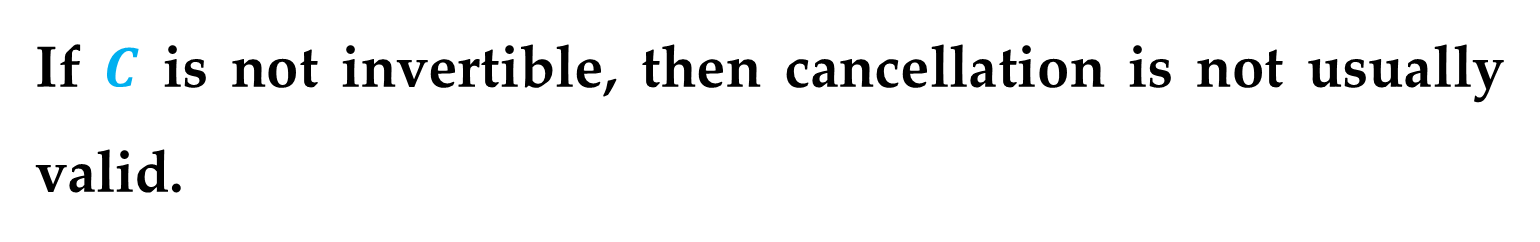 If C is not invertible, then cancellation is not usually
valid.